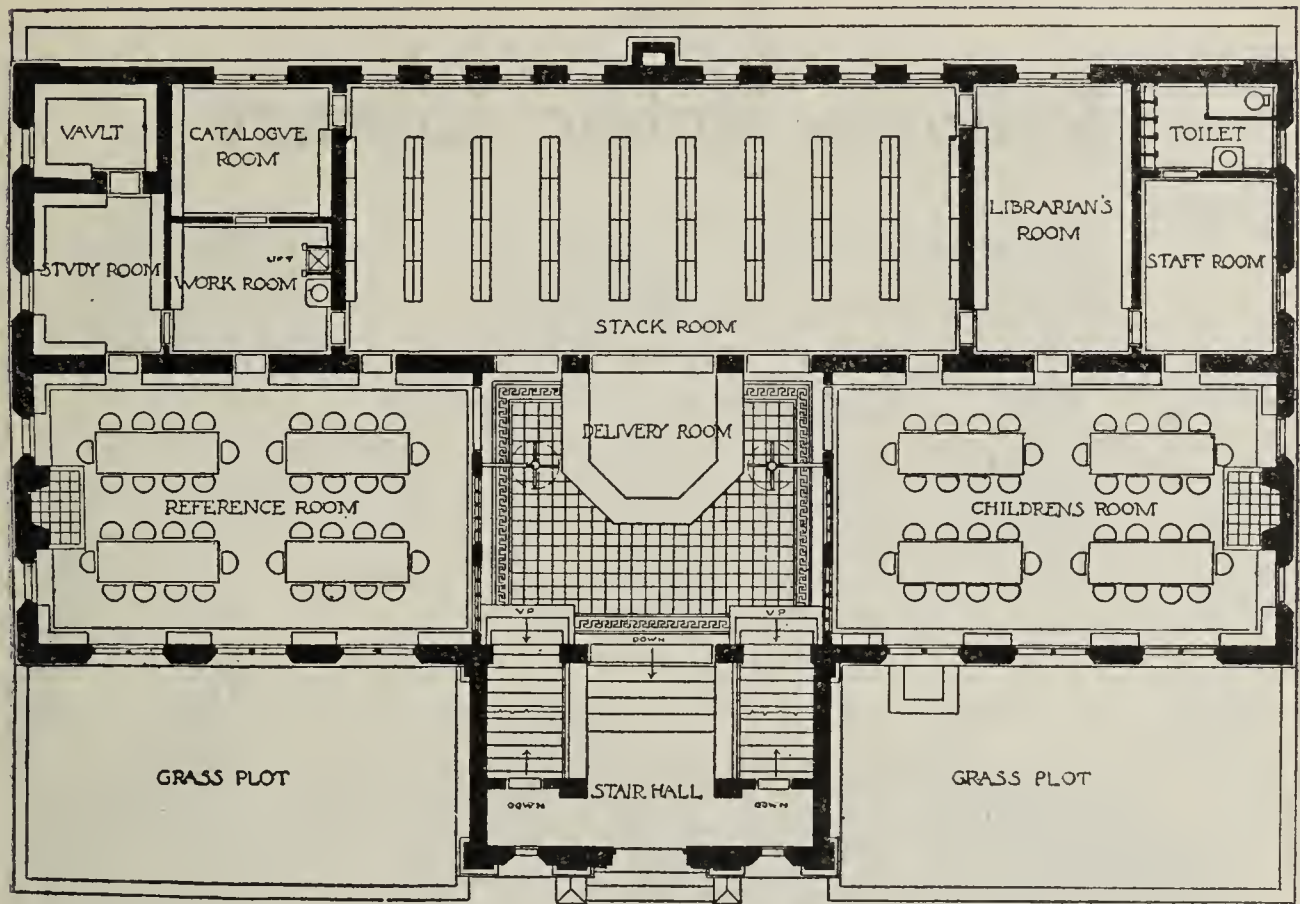 VAVLT
CATALOGVE
ROOM
TOILET
LIBRARIAN'S
ROOM
STVDY ROOM
LIFT
WORK ROOM
STAFF ROOM
STACK ROOM
DELIVERY ROOM
REFERENCE ROOM
CHILDRENS ROOM
VP
VP
DOWN
GRASS PLOT
GRASS PLOT
STAIR HALL
DOWN
DOWN